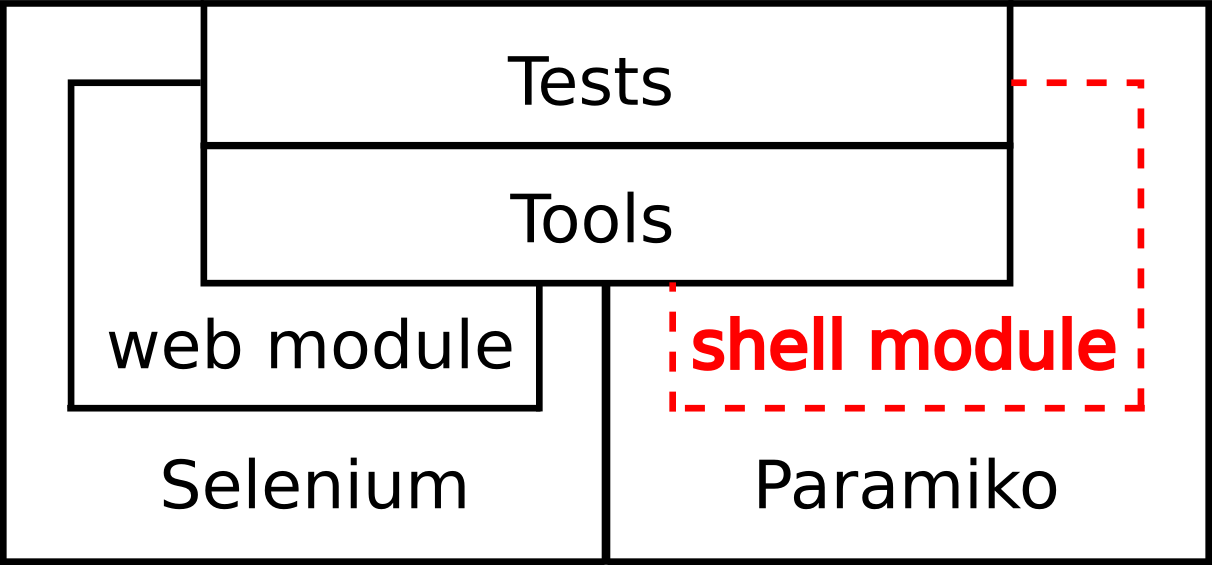 Tests
Tools
web module
shell module
Selenium
Paramiko